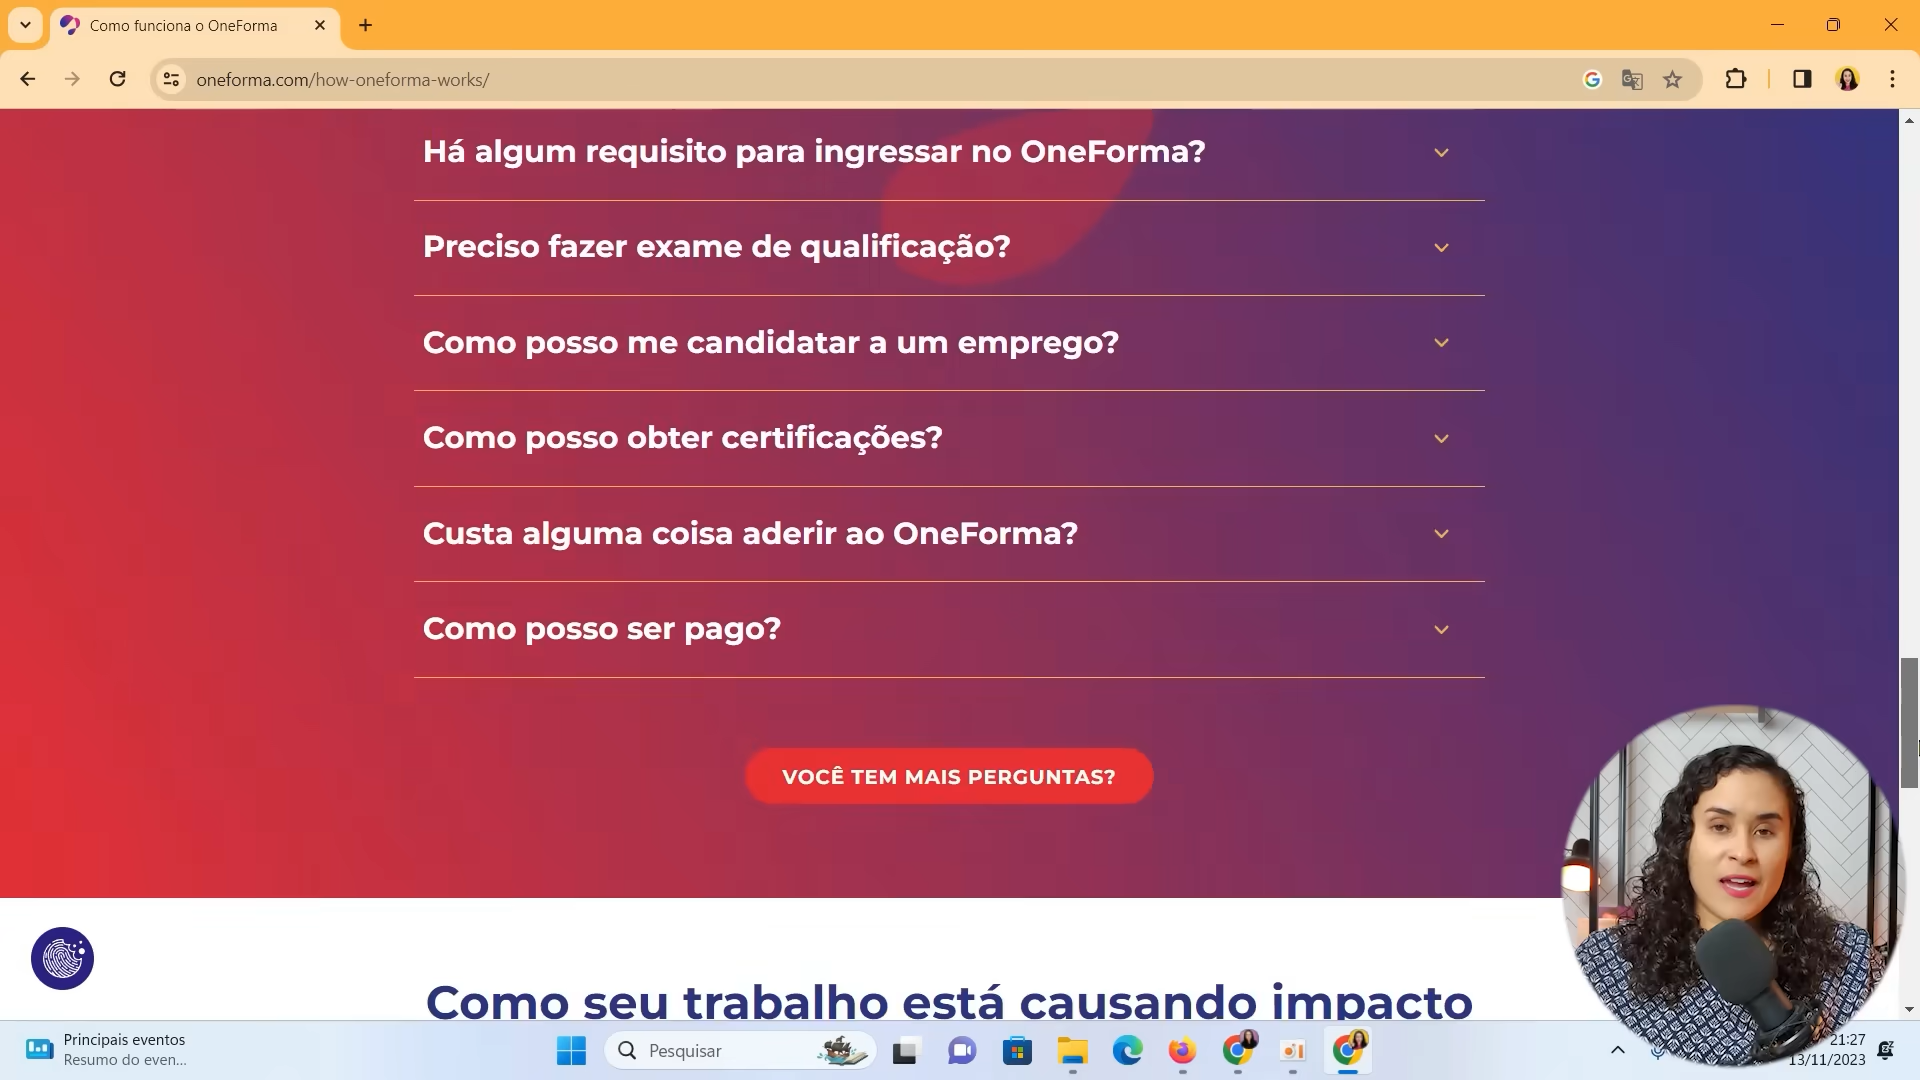 Como funciona o OneForma
oneforma.com/how-oneforma-works/
Há algum requisito para ingressar no OneForma?
Preciso fazer exame de qualificação?
Como posso me candidatar a um emprego?
Como posso obter certificações?
Custa alguma coisa aderir ao OneForma?
Como posso ser pago?
VOCÊ TEM MAIS PERGUNTAS?
Como seu trabalho está causando impacto
Principais eventos
Resumo do even...
Pesquisar
21:27
13/11/2023